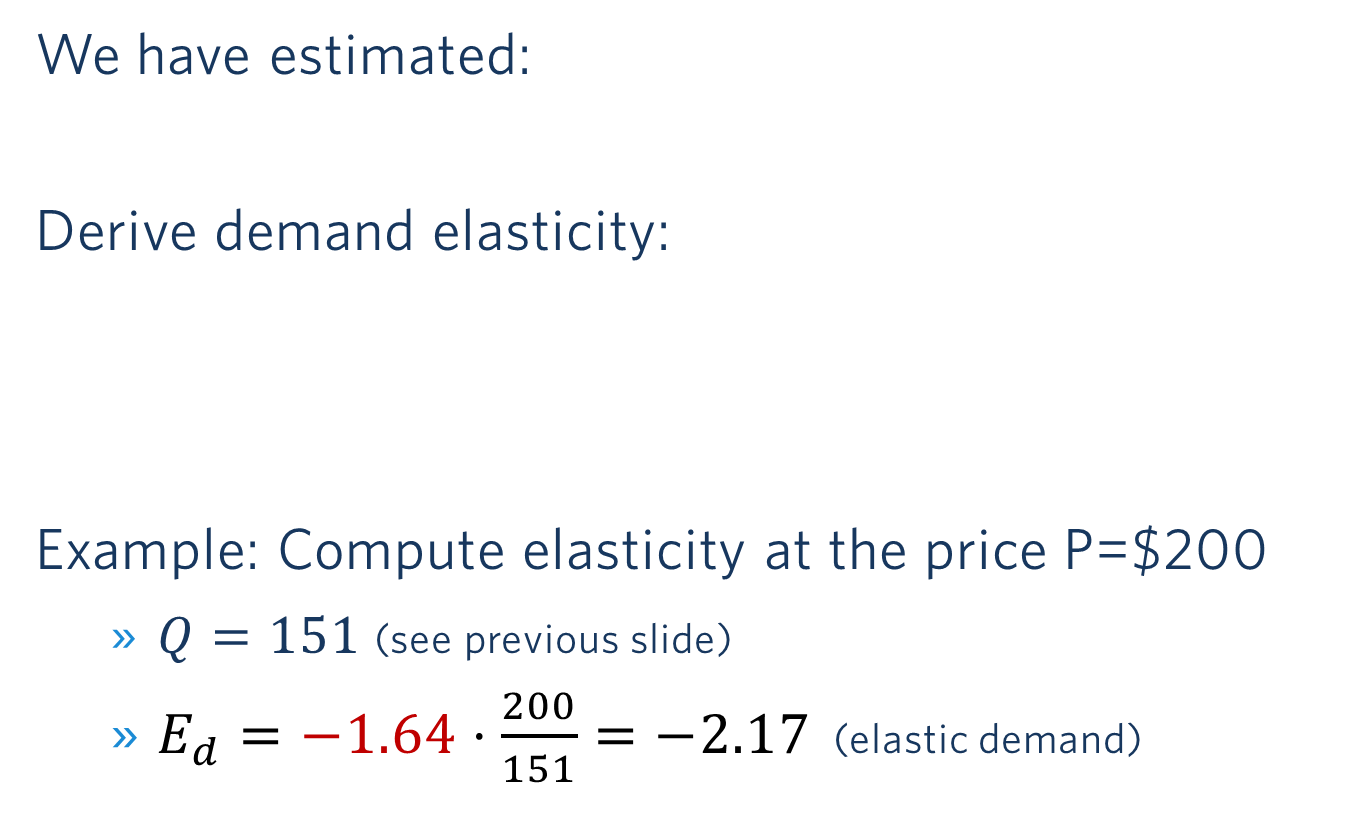 We have estimated:
Derive demand elasticity:
Example: Compute elasticity at the price P=$200
» Q = 151 (see previous slide)
» E_d = −1.64 · 200/151 = −2.17 (elastic demand)